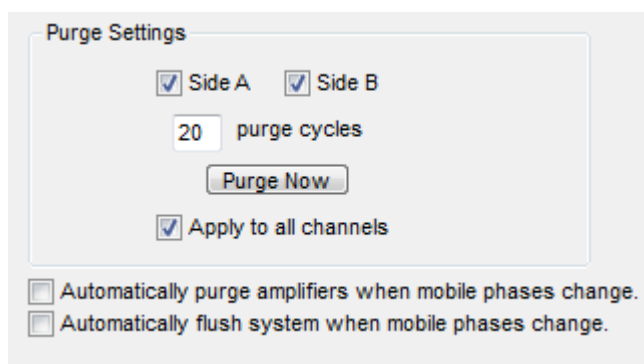 Purge Settings
Side A Side B
20 purge cycles
Purge Now
Apply to all channels
Automatically purge amplifiers when mobile phases change.
Automatically flush system when mobile phases change.